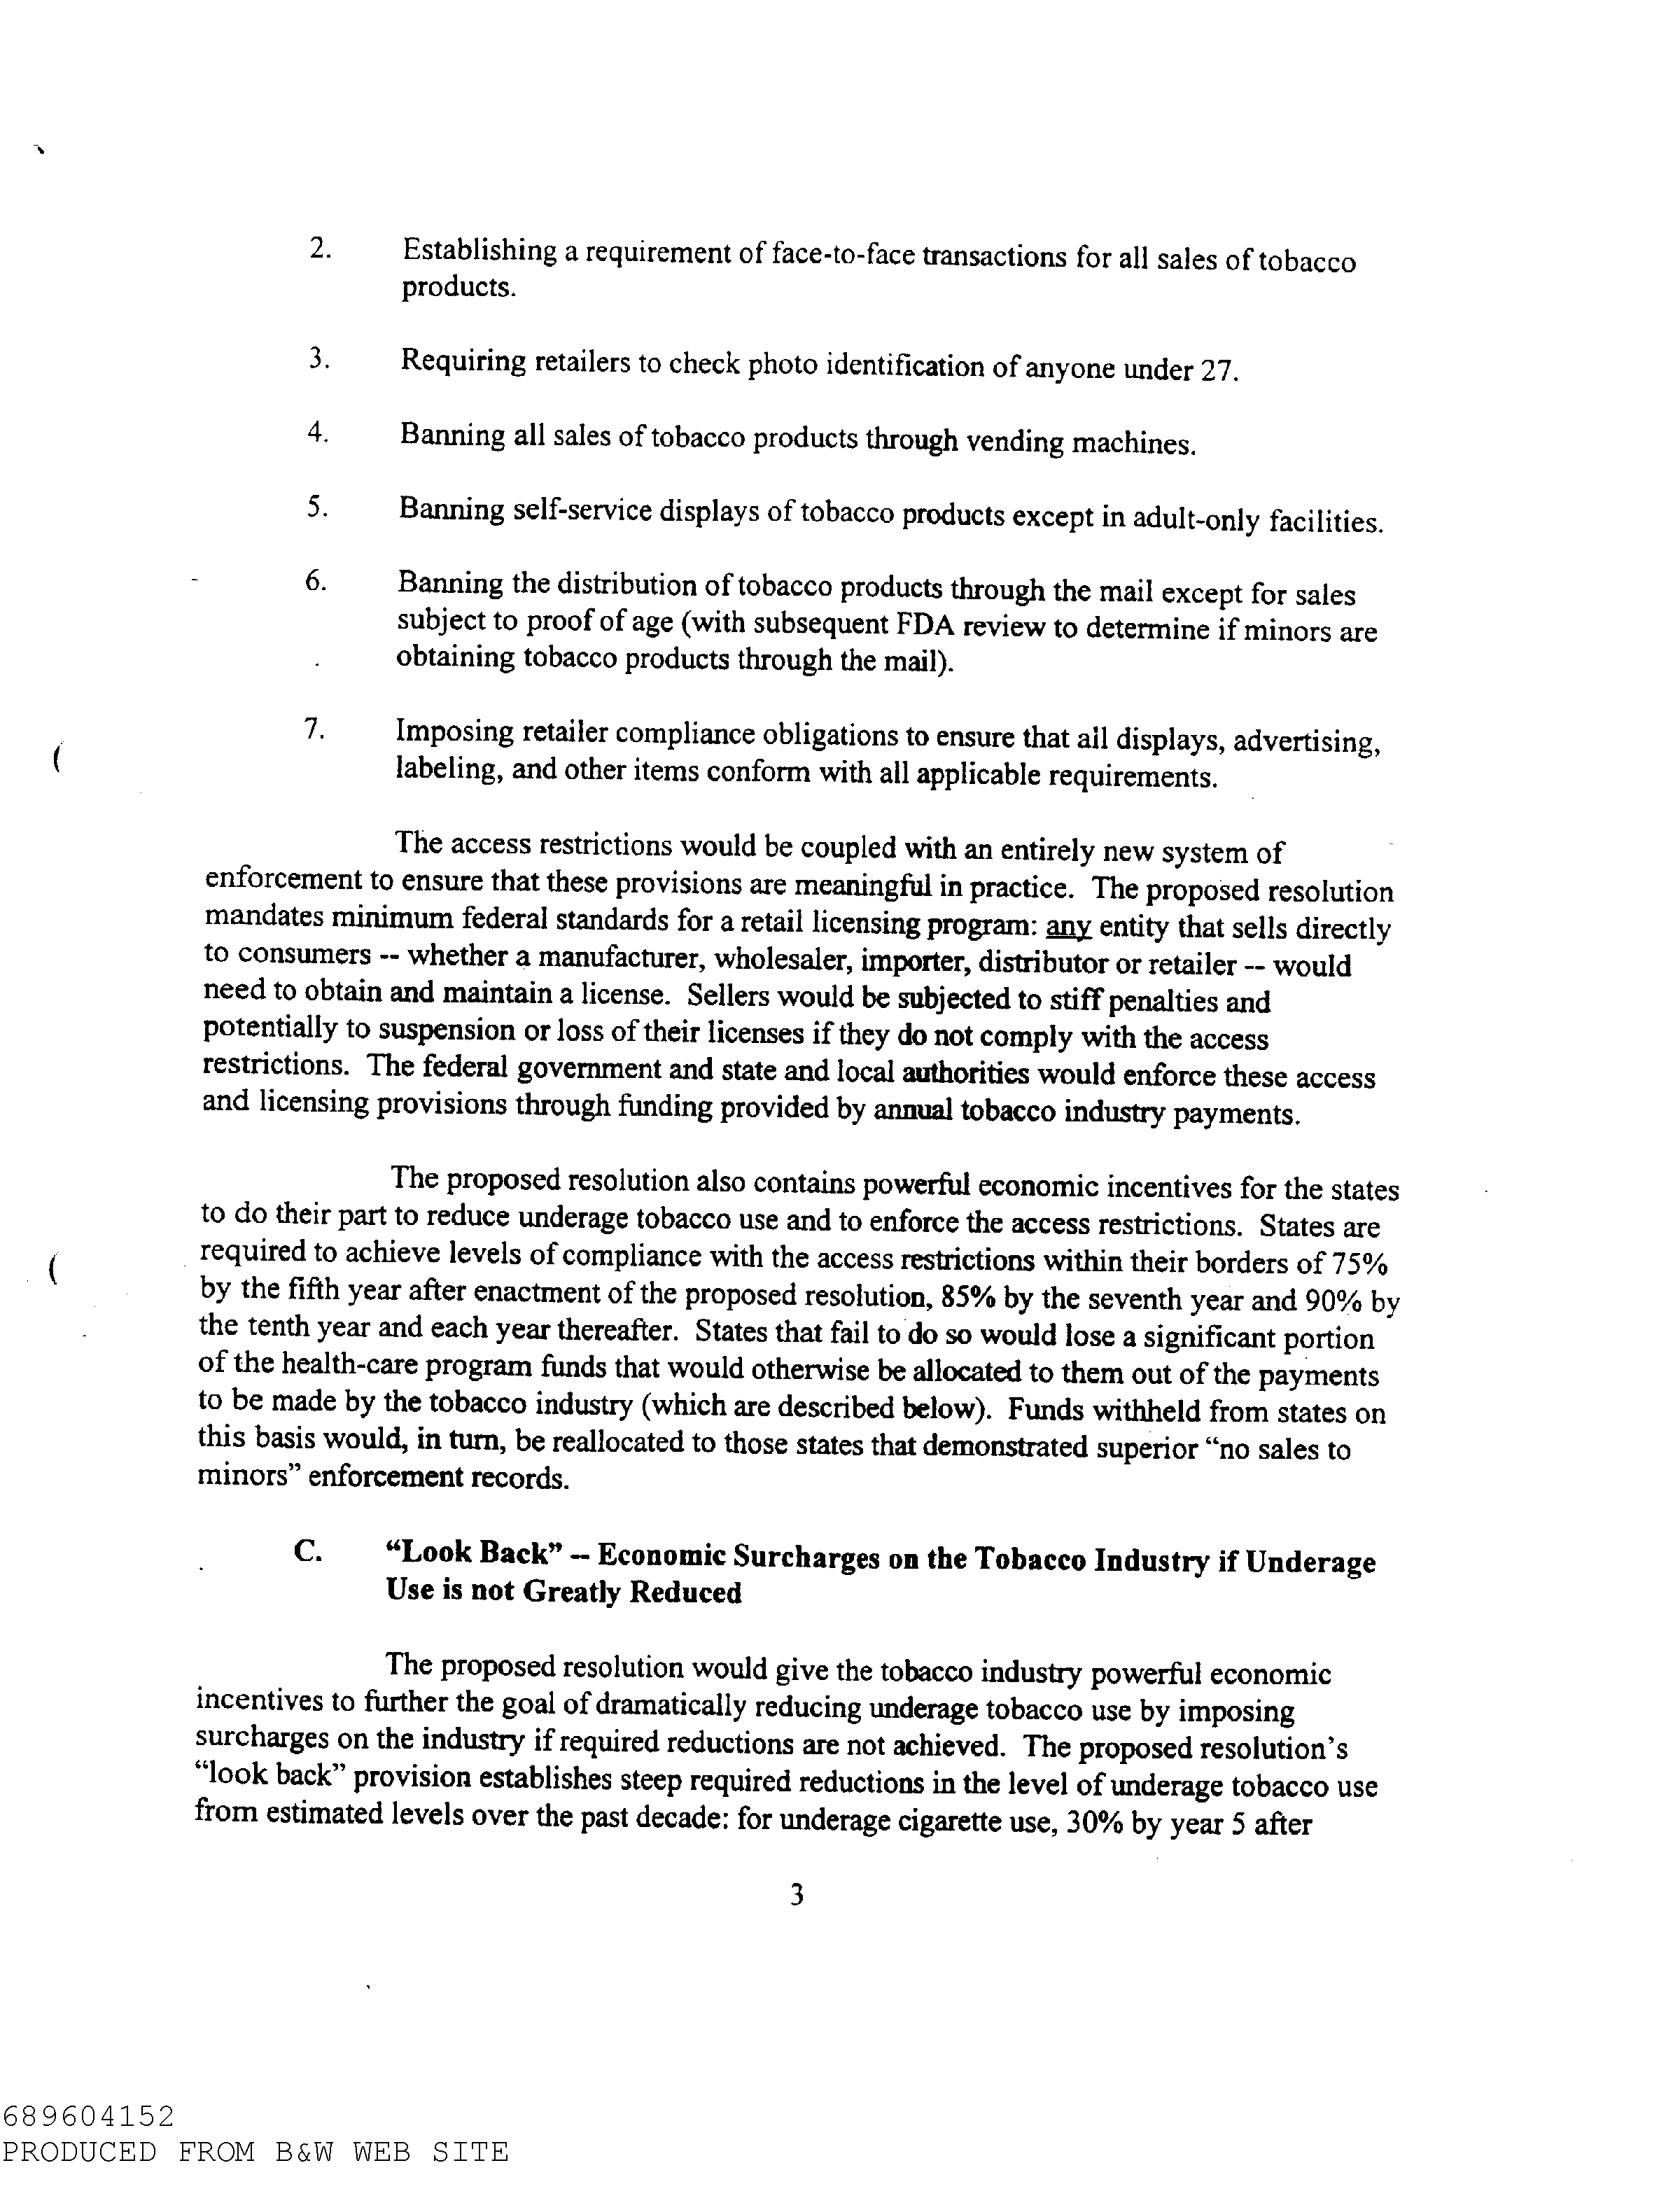 2. Establishing a requirement of face-to-face transactions for all sales of tobacco
products.
3. Requiring retailers to check photo identification of anyone under 27.
4. Banning all sales of tobacco products through vending machines.
5. Banning self-service displays of tobacco products except in adult-only facilities.
6. Banning the distribution of tobacco products through the mail except for sales
subject to proof of age (with subsequent FDA review to determine if minors are
obtaining tobacco products through the mail).
7. Imposing retailer compliance obligations to ensure that all displays, advertising,
labeling, and other items conform with all applicable requirements.
The access restrictions would be coupled with an entirely new system of
enforcement to ensure that these provisions are meaningful in practice. The proposed resolution
mandates minimum federal standards for a retail licensing program: any entity that sells directly
to consumers -- whether a manufacturer, wholesaler, importer, distributor or retailer -- would
need to obtain and maintain a license. Sellers would be subjected to stiff penalties and
potentially to suspension or loss of their licenses if they do not comply with the access
restrictions. The federal government and state and local authorities would enforce these access
and licensing provisions through funding provided by annual tobacco industry payments.
The proposed resolution also contains powerful economic incentives for the states
to do their part to reduce underage tobacco use and to enforce the access restrictions. States are
required to achieve levels of compliance with the access restrictions within their borders of 75%
by the fifth year after enactment of the proposed resolution, 85% by the seventh year and 90% by
the tenth year and each year thereafter. States that fail to do so would lose a significant portion
of the health-care program funds that would otherwise be allocated to them out of the payments
to be made by the tobacco industry (which are described below). Funds withheld from states on
this basis would, in turn, be reallocated to those states that demonstrated superior “no sales to
minors” enforcement records.
C. “Look Back” -- Economic Surcharges on the Tobacco Industry if Underage
Use is not Greatly Reduced
The proposed resolution would give the tobacco industry powerful economic
incentives to further the goal of dramatically reducing underage tobacco use by imposing
surcharges on the industry if required reductions are not achieved. The proposed resolution’s
“look back” provision establishes steep required reductions in the level of underage tobacco use
from estimated levels over the past decade: for underage cigarette use, 30% by year 5 after
3
689604152
PRODUCED FROM B&W WEB SITE